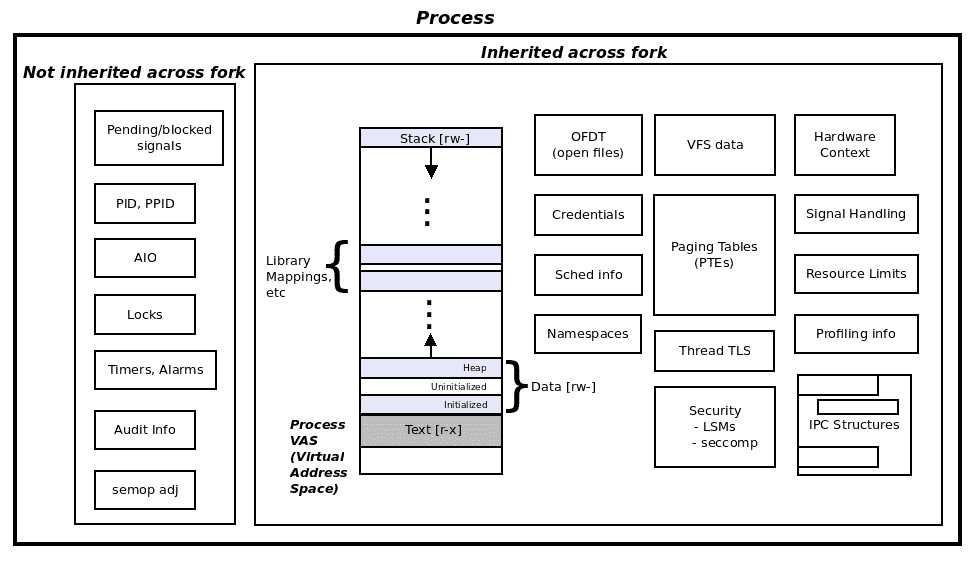 Process
Not inherited across fork
Inherited across fork
Pending/blocked
signals
PID, PPID
AIO
Locks
Timers, Alarms
Audit Info
semop adj
Stack [rw-]
Library
Mappings,
etc
Heap
Uninitialized
Initialized
Data [rw-]
Text [r-x]
Process
VAS
(Virtual
Address
Space)
OFDT
(open files)
VFS data
Hardware
Context
Credentials
Paging Tables
(PTEs)
Signal Handling
Sched info
Resource Limits
Namespaces
Thread TLS
Profiling info
Security
- LSMs
- seccomp
IPC Structures